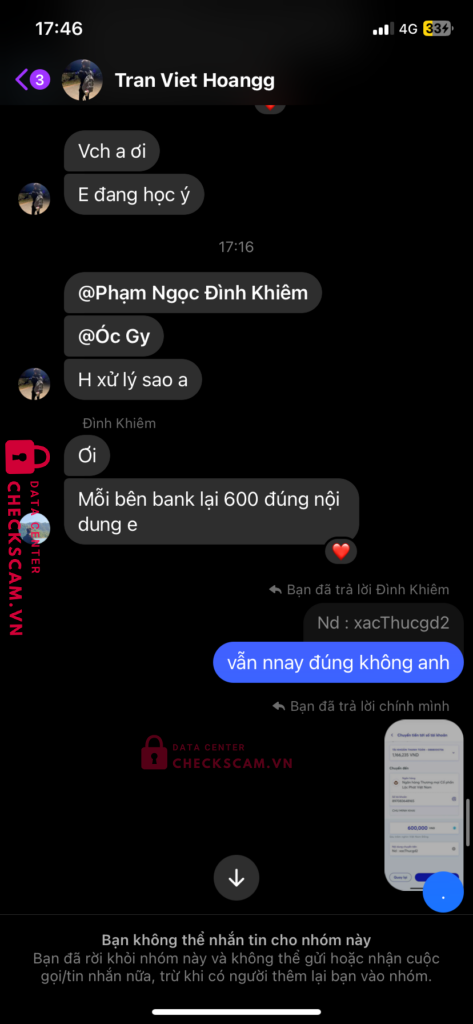 17:46
4G
33
3
Tran Viet Hoangg
Vch a ơi
E đang học ý
17:16
@Phạm Ngọc Đình Khiêm
@Óc Gy
H xử lý sao a
Đình Khiêm
Ơi
Mỗi bên bank lại 600 đúng nội
dung e
DATA CENTER
CHECKSCAM.VN
Bạn đã trả lời Đình Khiêm
Nd : xacThucgd2
vẫn nnay đúng không anh
Bạn đã trả lời chính mình
DATA CENTER
CHECKSCAM.VN
600,000
Bạn không thể nhắn tin cho nhóm này
Bạn đã rời khỏi nhóm này và không thể gửi hoặc nhận cuộc
gọi/tin nhắn nữa, trừ khi có người thêm lại bạn vào nhóm.